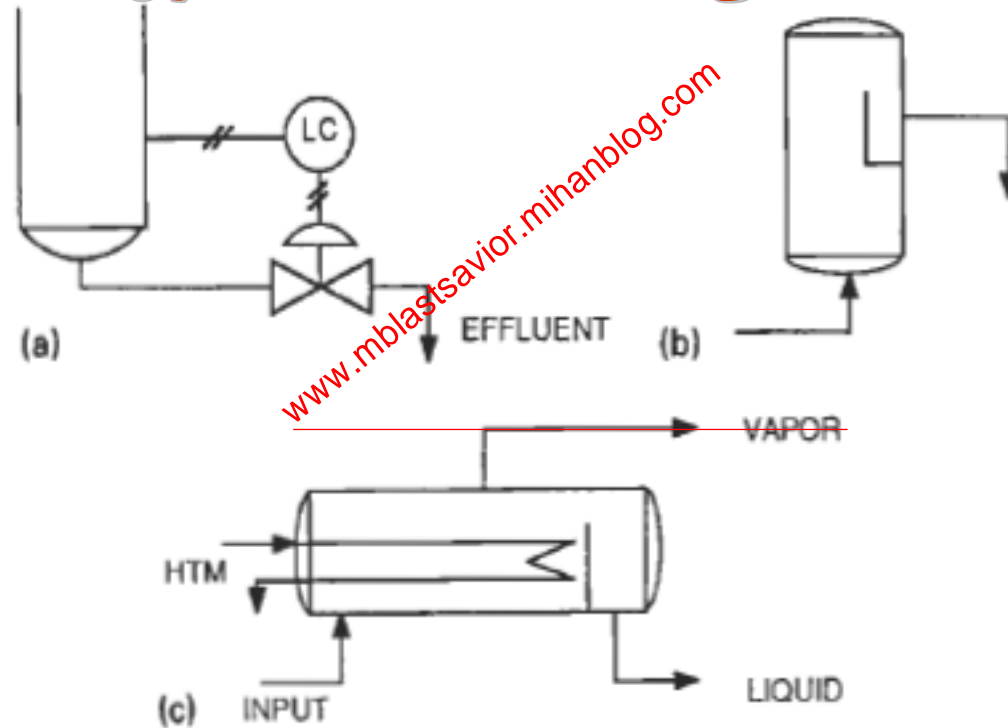 LC
EFFLUENT
(a)
(b)
www.mblastsavior.mihanblog.com
VAPOR
HTM
LIQUID
(c) INPUT